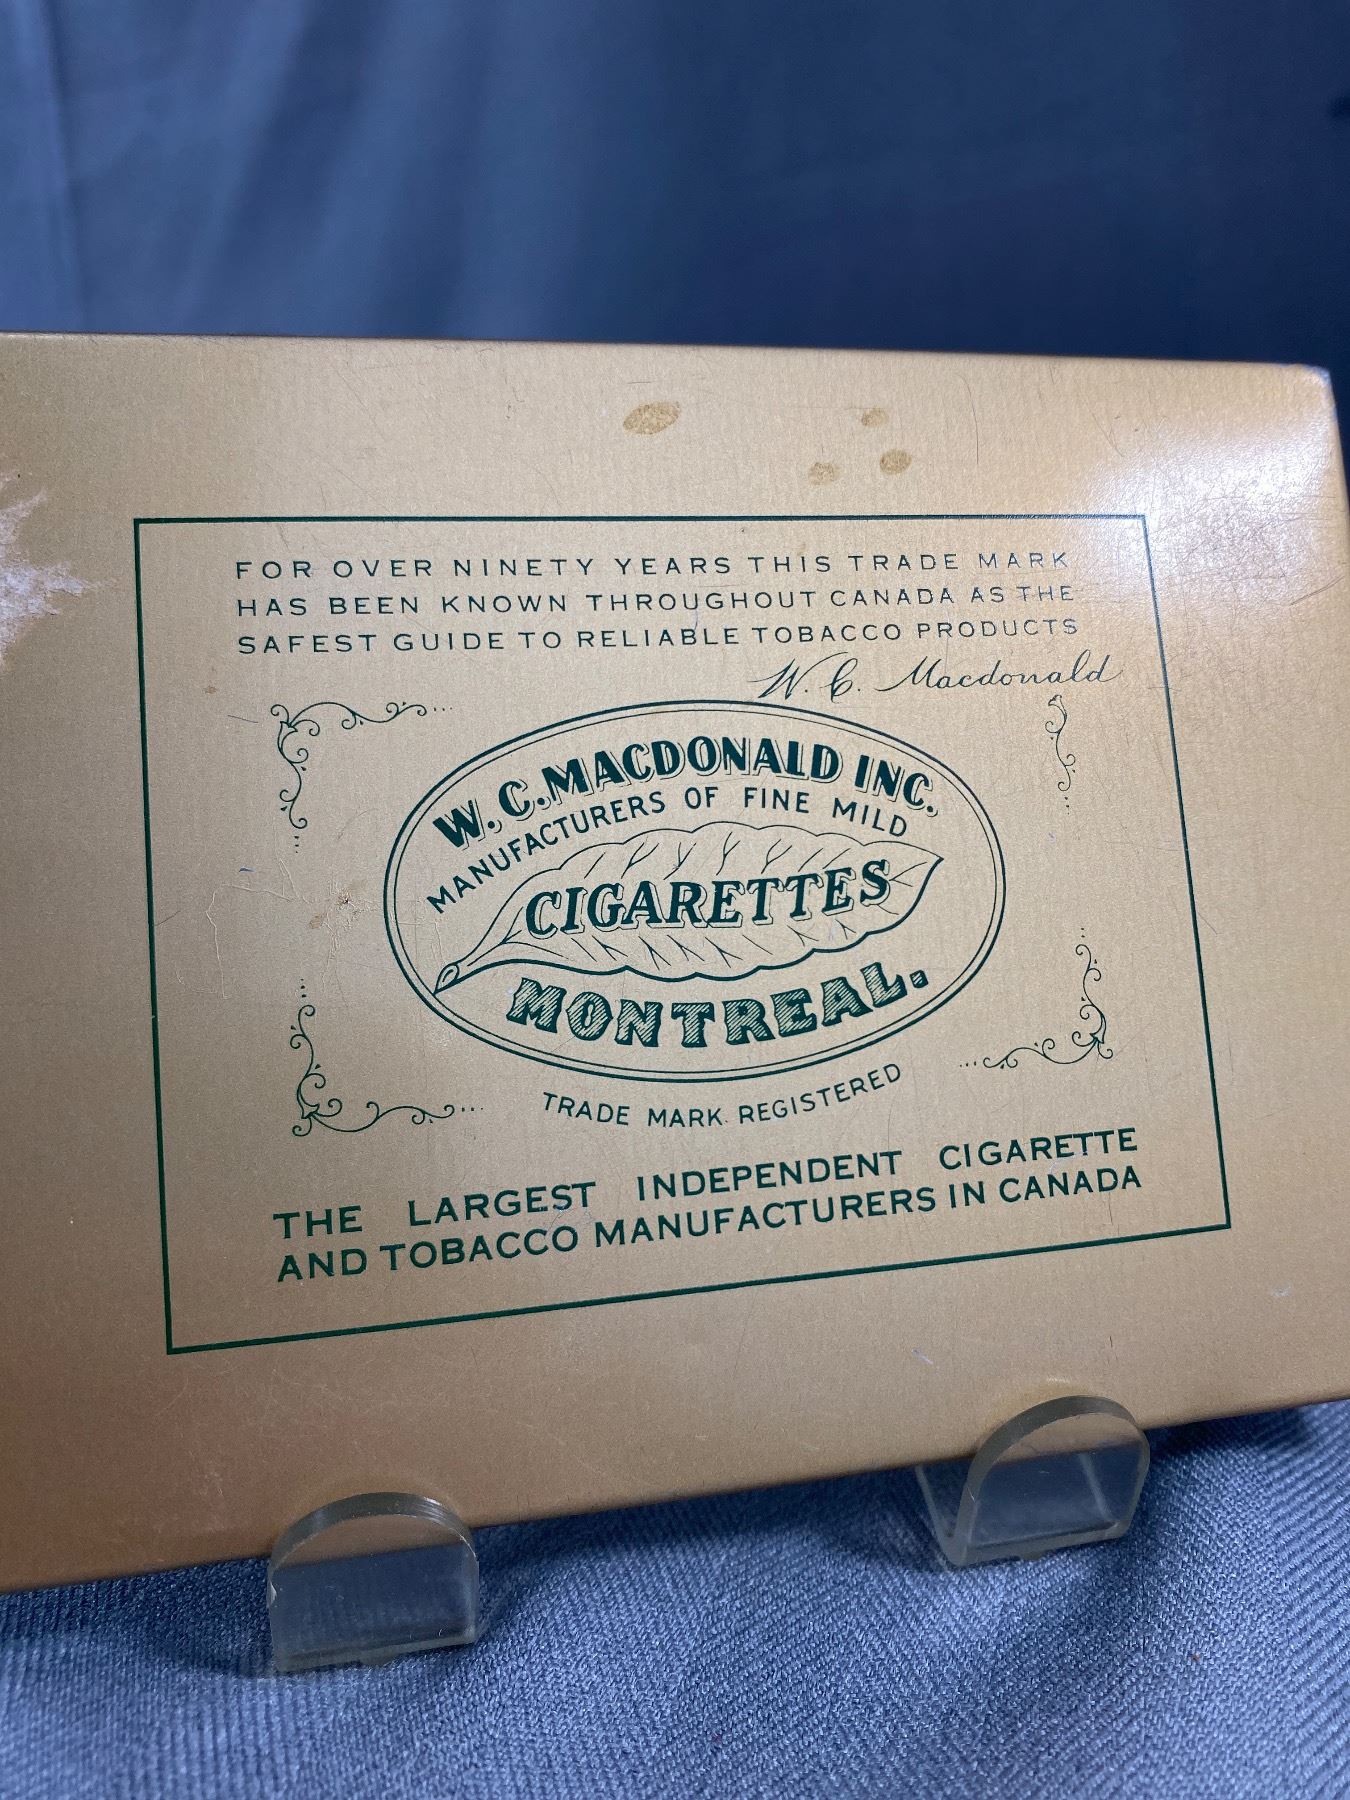 FOR OVER NINETY YEARS THIS TRADE MARK
HAS BEEN KNOWN THROUGHOUT CANADA AS THE
SAFEST GUIDE TO RELIABLE TOBACCO PRODUCTS
W. C. Macdonald
W. C. MACDONALD INC.
MANUFACTURERS OF FINE MILD
CIGARETTES
MONTREAL.
TRADE MARK REGISTERED
THE LARGEST INDEPENDENT CIGARETTE
AND TOBACCO MANUFACTURERS IN CANADA